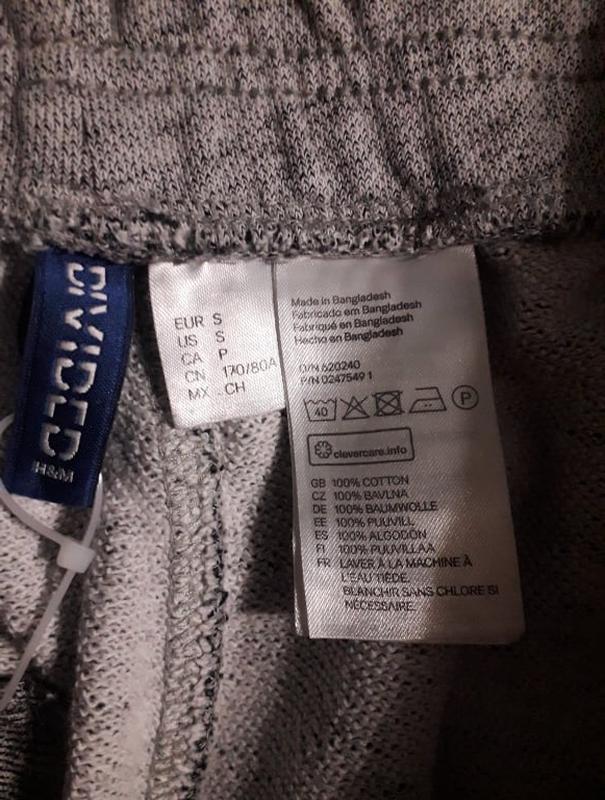 DIVIDED
H&M
EUR S
US S
CA P
CN 170/80A
MX CH
Made in Bangladesh
Fabricado em Bangladesh
Fabriqué en Bangladesh
Hecho en Bangladesh
O/N 620240
P/N 0247549 1
40
P
clevercare.info
GB 100% COTTON
CZ 100% BAVLNA
DE 100% BAUMWOLLE
EE 100% PUUVILL
ES 100% ALGODÓN
FI 100% PUUVILLAA
FR LAVER À LA MACHINE À
L'EAU TIÈDE.
BLANCHIR SANS CHLORE SI
NÉCESSAIRE.